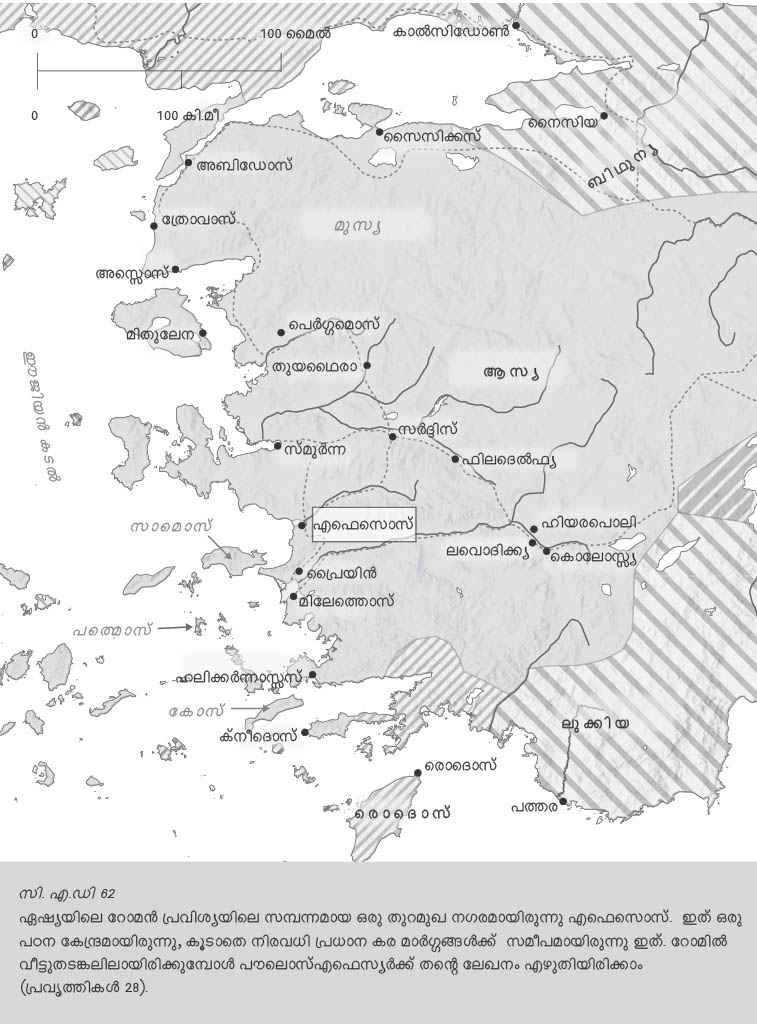 0
100 മൈൽ
കാൽസിഡോൺ
0
100 കി.മീ
സൈസിക്കസ്
നൈസിയ
ബിഥുന്യ
അബിഡോസ്
ത്രോവാസ്
മുസ്യ
അസ്സൊസ്
മിതുലേന
പെർഗ്ഗമൊസ്
തുയഥൈരാ
ആസ്യ
ഈജിയൻ കടൽ
സർദ്ദിസ്
സ്മുർന്ന
ഫിലദെൽഫ്യ
സാമൊസ്
എഫെസൊസ്
ഹിയരപൊലി
ലവൊദിക്ക്യ
കൊലോസ്സ്യ
പ്രൈയിൻ
മിലേത്തൊസ്
പത്മൊസ്
ഹലിക്കർന്നാസ്സസ്
കോസ്
ക്നീദൊസ്
ലുക്കിയ
രൊദൊസ്
രൊദൊസ്
പത്തര
സി. എ.ഡി 62
ഏഷ്യയിലെ റോമൻ പ്രവിശ്യയിലെ സമ്പന്നമായ ഒരു തുറമുഖ നഗരമായിരുന്നു എഫെസൊസ്. ഇത് ഒരു
പഠന കേന്ദ്രമായിരുന്നു, കൂടാതെ നിരവധി പ്രധാന കര മാർഗ്ഗങ്ങൾക്ക് സമീപമായിരുന്നു ഇത്. റോമിൽ
വീട്ടുതടങ്കലിലായിരിക്കുമ്പോൾ പൗലൊസ്എഫെസ്യർക്ക് തന്റെ ലേഖനം എഴുതിയിരിക്കാം
(പ്രവൃത്തികൾ 28).